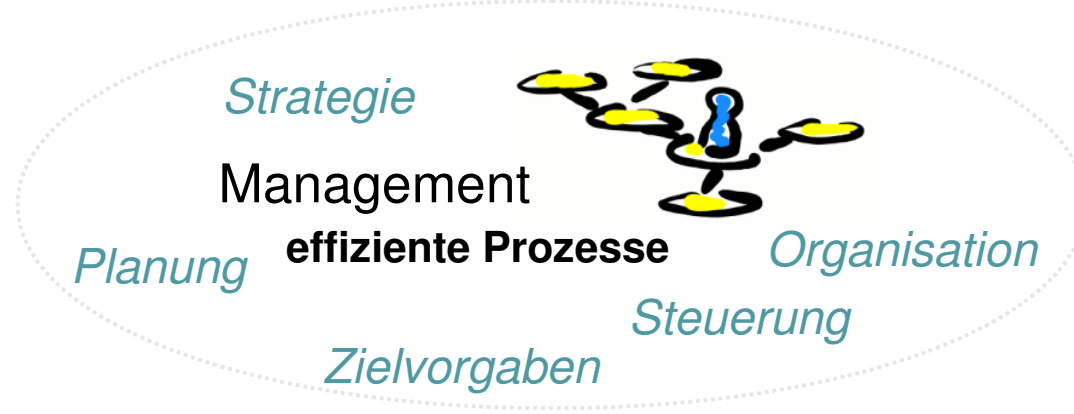 Strategie
Management
effiziente Prozesse
Planung
Organisation
Steuerung
Zielvorgaben